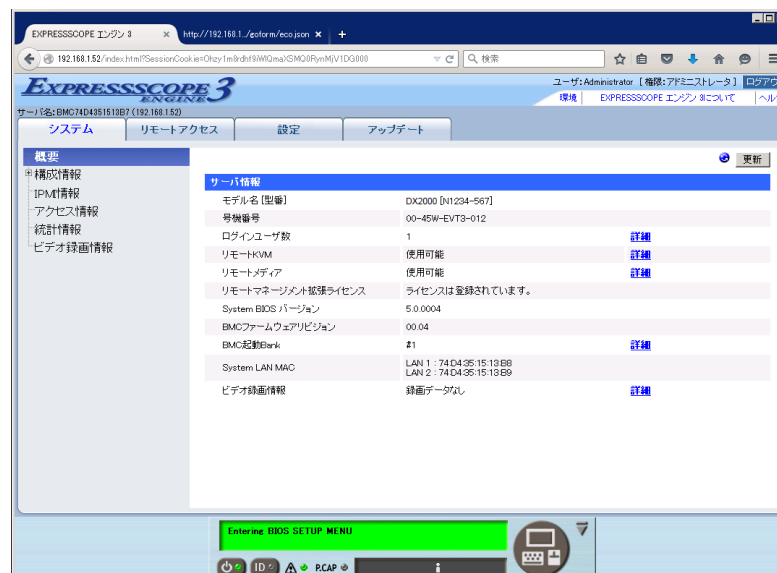 EXPRESSSCOPE エンジン 3 × http://192.168.1../goform/ecojson × +
192.168.1.52/index.html?SessionCookie=Ohzy1m8rdhf9iWIQmaXSMQ0RynMjV1DG000 検索
EXPRESSSCOPE
ENGINE 3
ユーザ:Administrator [権限:アドミニストレータ] ログアウ
環境 EXPRESSSCOPE エンジン 3について ヘル
サーバ名:BMC74D4351513B7 (192.168.1.52)
システム リモートアクセス 設定 アップデート
概要
構成情報
IPMI情報
アクセス情報
統計情報
ビデオ録画情報
更新
サーバ情報
モデル名 [型番] DX2000 [N1234-567]
号機番号 00-45W-EVT3-012
ログインユーザ数 1 詳細
リモートKVM 使用可能 詳細
リモートメディア 使用可能 詳細
リモートマネージメント拡張ライセンス ライセンスは登録されています。
System BIOS バージョン 5.0.0004
BMCファームウェアリビジョン 00.04
BMC起動Bank #1 詳細
System LAN MAC LAN 1 : 74:D4:35:15:13:B8
LAN 2 : 74:D4:35:15:13:B9
ビデオ録画情報 録画データなし 詳細
Entering BIOS SETUP MENU
ID P.CAP i